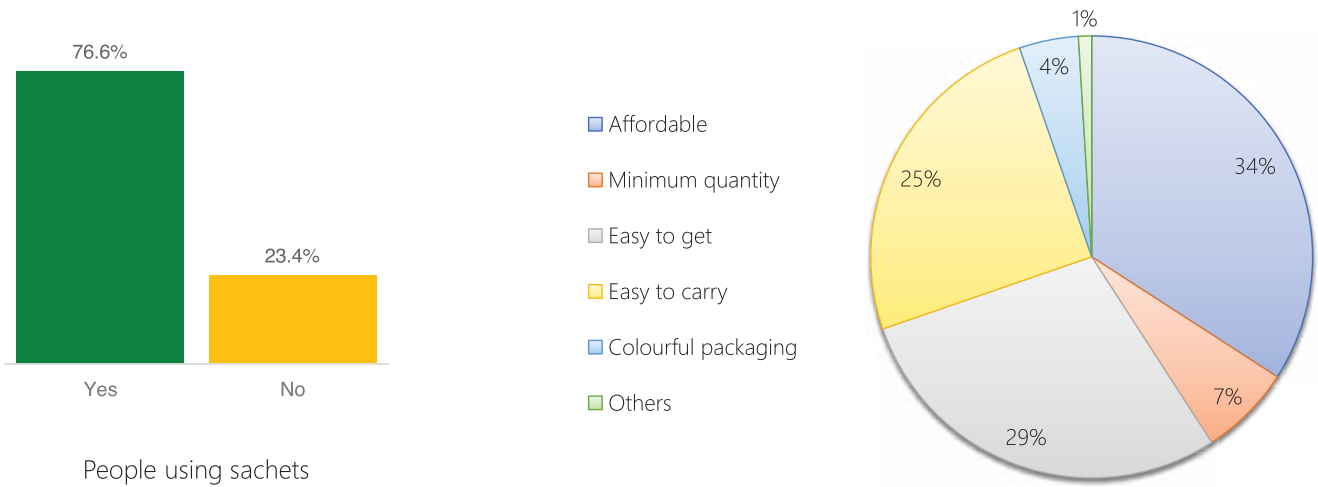 76.6%
23.4%
Yes
No
People using sachets
Affordable
Minimum quantity
Easy to get
Easy to carry
Colourful packaging
Others
1%
4%
34%
25%
7%
29%